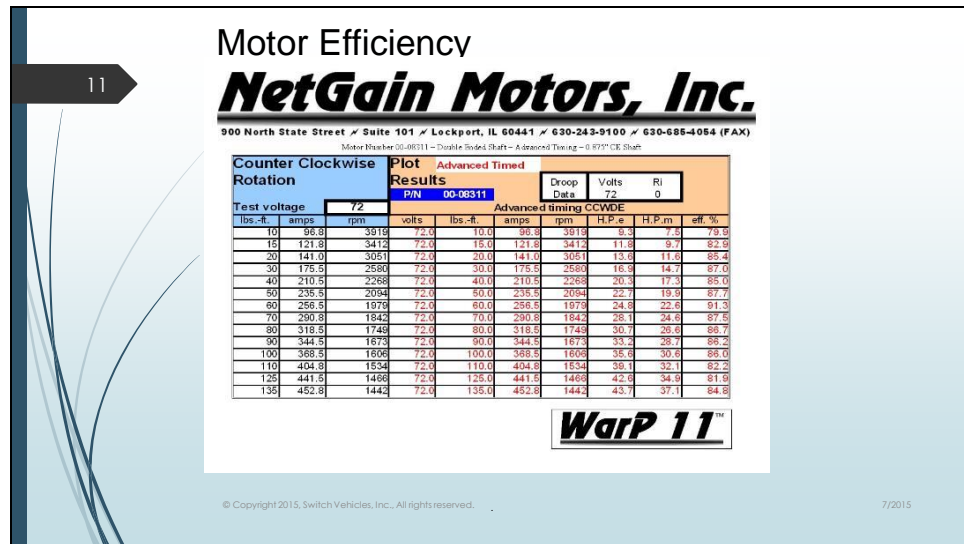 Motor Efficiency
11
NetGain Motors, Inc.
900 North State Street ⁄ Suite 101 ⁄ Lockport, IL 60441 ⁄ 630-243-9100 ⁄ 630-685-4054 (FAX)
Motor Number 00-08311 – Double Ended Shaft – Advanced Timing – 0.875" CE Shaft
Counter Clockwise Rotation
Plot Results
Advanced Timed
P/N 00-08311
Droop Data Volts 72 Ri 0
Test voltage 72
Advanced timing CCWDE
lbs.-ft. amps rpm volts lbs.-ft. amps rpm H.P.e H.P.m eff. %
10 96.8 3919 72.0 10.0 96.8 3919 9.3 7.5 79.9
15 121.8 3412 72.0 15.0 121.8 3412 11.8 9.7 82.9
20 141.0 3051 72.0 20.0 141.0 3051 13.6 11.6 85.4
30 175.5 2580 72.0 30.0 175.5 2580 16.9 14.7 87.0
40 210.5 2268 72.0 40.0 210.5 2268 20.3 17.3 85.0
50 235.5 2094 72.0 50.0 235.5 2094 22.7 19.9 87.7
60 256.5 1979 72.0 60.0 256.5 1979 24.8 22.6 91.3
70 290.8 1842 72.0 70.0 290.8 1842 28.1 24.6 87.5
80 318.5 1749 72.0 80.0 318.5 1749 30.7 26.6 86.7
90 344.5 1673 72.0 90.0 344.5 1673 33.2 28.7 86.2
100 368.5 1606 72.0 100.0 368.5 1606 35.6 30.6 86.0
110 404.8 1534 72.0 110.0 404.8 1534 39.1 32.1 82.2
125 441.5 1466 72.0 125.0 441.5 1466 42.6 34.9 81.9
135 452.8 1442 72.0 135.0 452.8 1442 43.7 37.1 84.8
WarP 11™
© Copyright 2015, Switch Vehicles, Inc., All rights reserved. .
7/2015